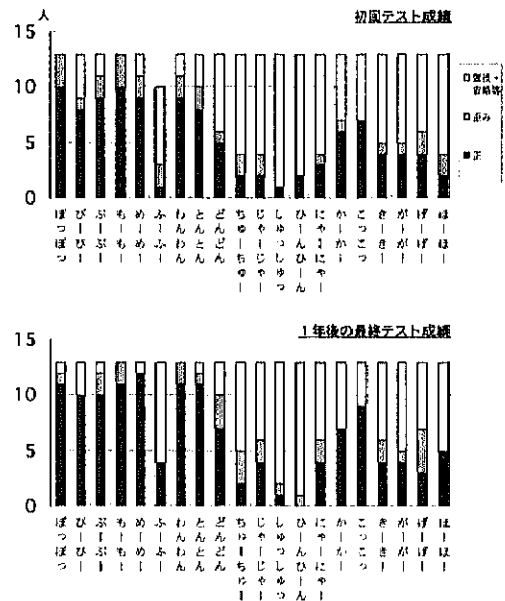 初回テスト成績
人
15
10
5
0
置換・省略等
歪み
正
ぽっぽっ
ぴーぴー
ぷーぷー
もーもー
めーめー
ふーふー
わんわん
とんとん
どんどん
ちゅーちゅー
じゃーじゃー
しゅっしゅっ
ひーんひーん
にゃーにゃー
かーかー
こっこっ
きーきー
がーがー
げーげー
ほーほー
1年後の最終テスト成績
15
10
5
0
ぽっぽっ
ぴーぴー
ぷーぷー
もーもー
めーめー
ふーふー
わんわん
とんとん
どんどん
ちゅーちゅー
じゃーじゃー
しゅっしゅっ
ひーんひーん
にゃーにゃー
かーかー
こっこっ
きーきー
がーがー
げーげー
ほーほー